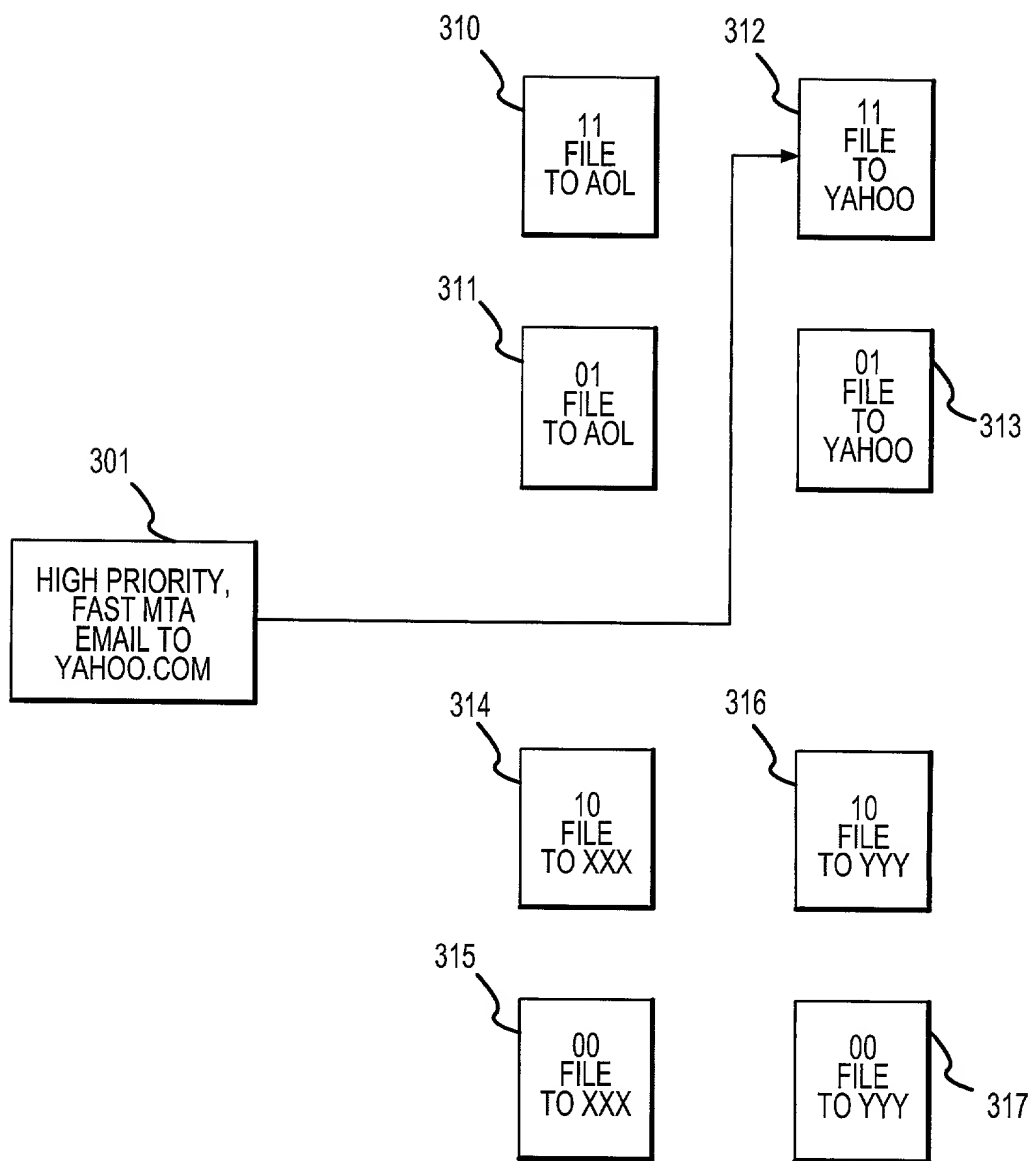 310
312
11
FILE
TO AOL
11
FILE
TO
YAHOO
311
01
FILE
TO AOL
01
FILE
TO
YAHOO
313
301
HIGH PRIORITY,
FAST MTA
EMAIL TO
YAHOO.COM
314
316
10
FILE
TO XXX
10
FILE
TO YYY
315
00
FILE
TO XXX
00
FILE
TO YYY
317